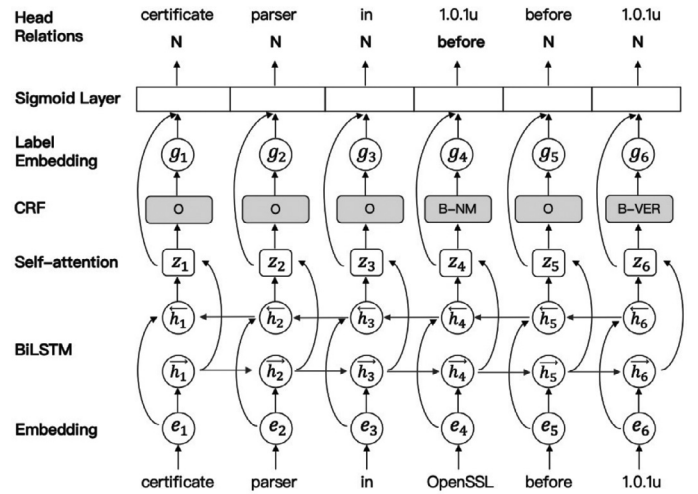 Head Relations certificate parser in 1.0.1u before 1.0.1u
N N N before N N
Sigmoid Layer
Label Embedding g1 g2 g3 g4 g5 g6
CRF O O O B-NM O B-VER
Self-attention z1 z2 z3 z4 z5 z6
BiLSTM
←h1 ←h2 ←h3 ←h4 ←h5 ←h6
→h1 →h2 →h3 →h4 →h5 →h6
Embedding e1 e2 e3 e4 e5 e6
certificate parser in OpenSSL before 1.0.1u